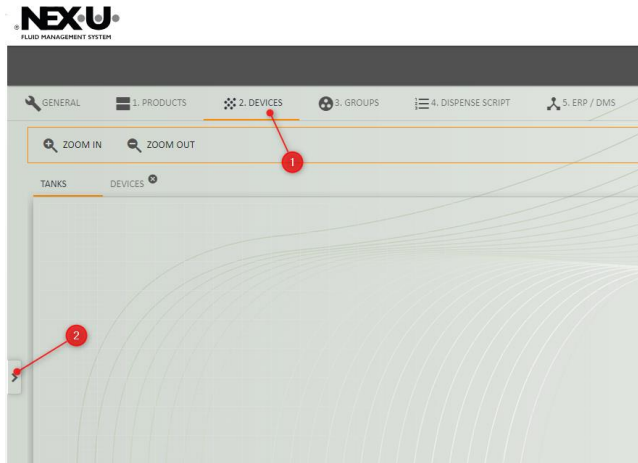 NEX·U·®
FLUID MANAGEMENT SYSTEM
GENERAL
1. PRODUCTS
2. DEVICES
3. GROUPS
4. DISPENSE SCRIPT
5. ERP / DMS
ZOOM IN
ZOOM OUT
1
TANKS
DEVICES
2